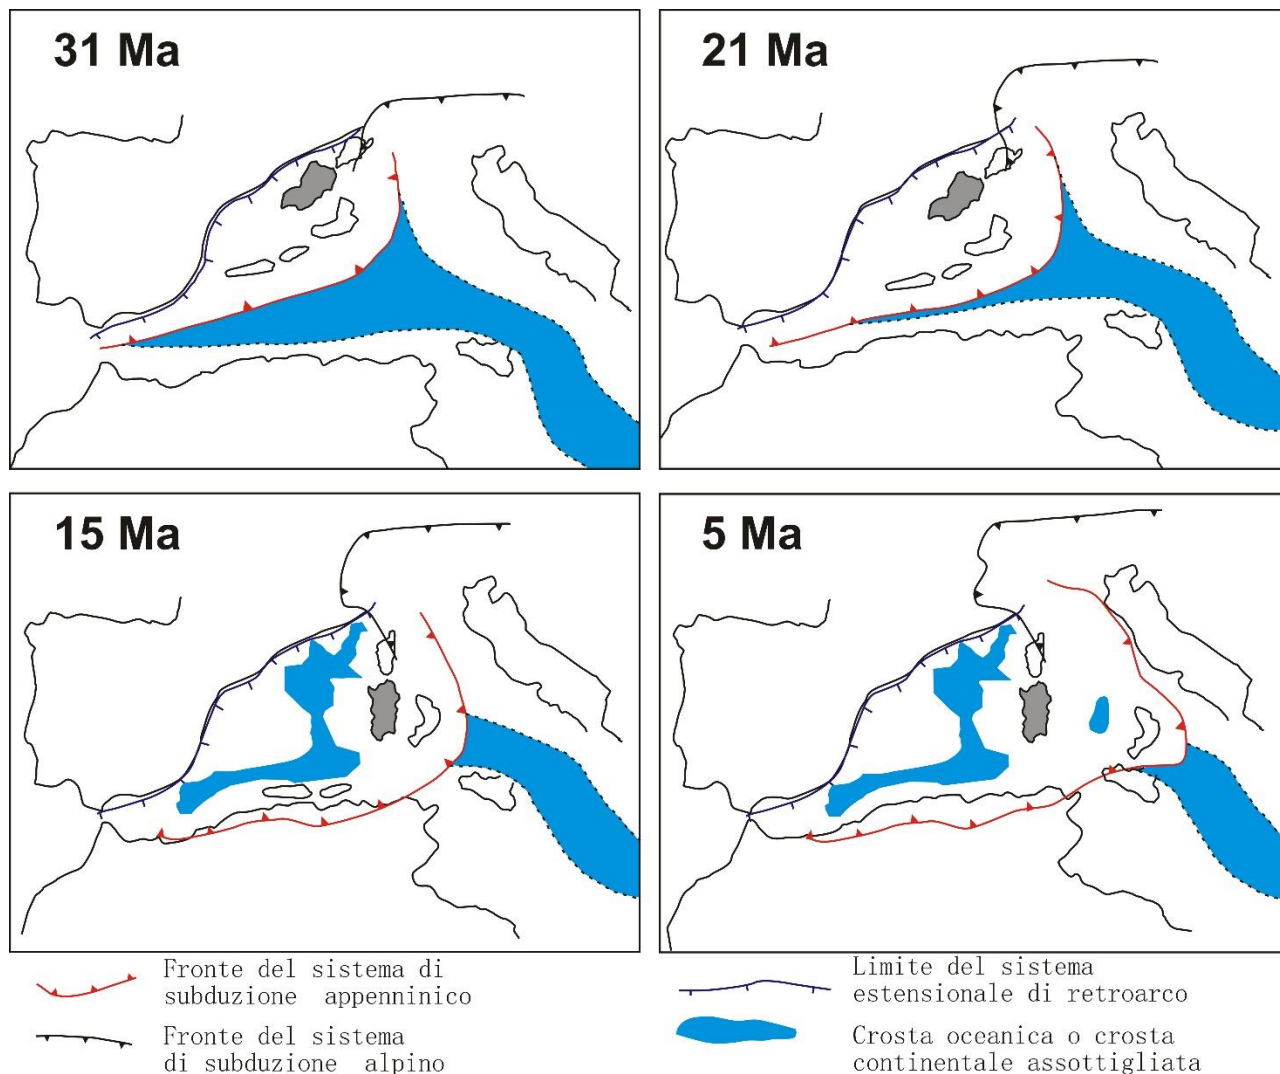 31 Ma
21 Ma
15 Ma
5 Ma
Fronte del sistema di
subduzione appenninico
Fronte del sistema
di subduzione alpino
Limite del sistema
estensionale di retroarco
Crosta oceanica o crosta
continentale assottigliata